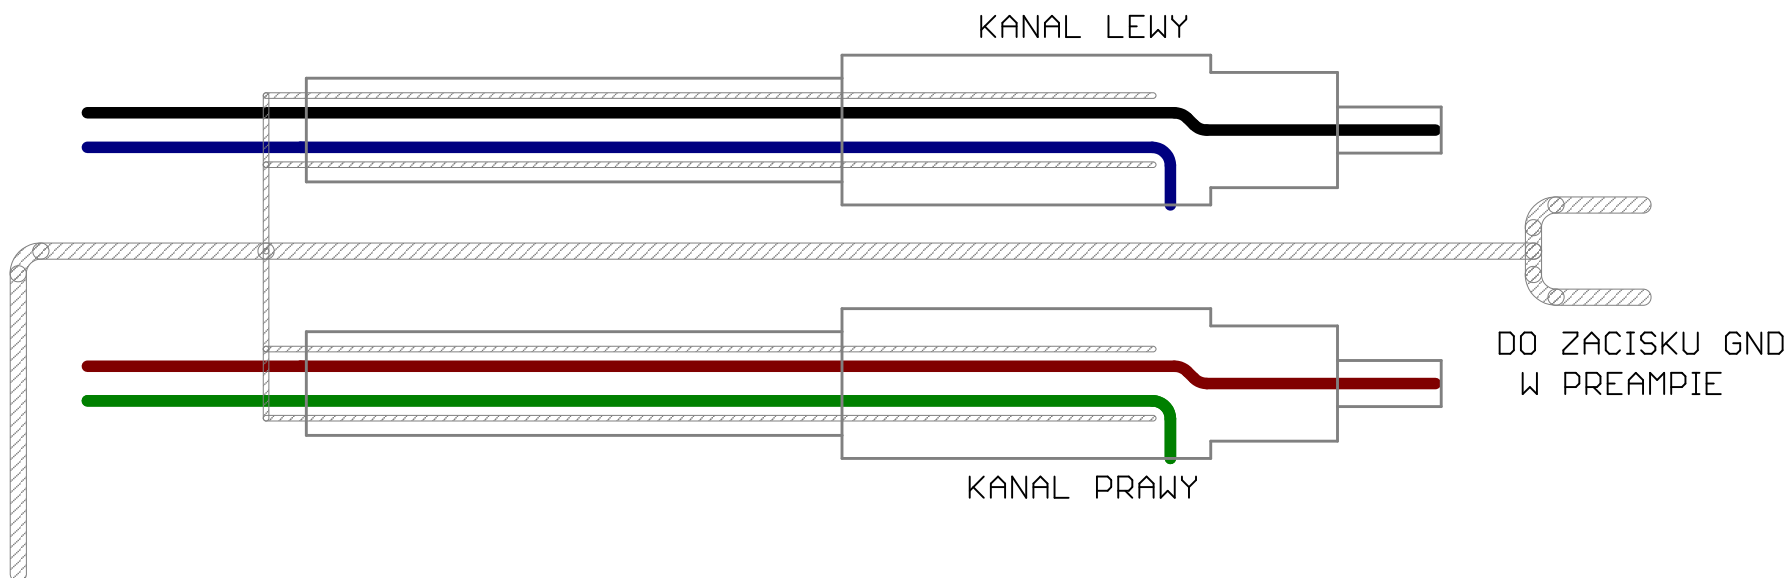 KANAL LEWY
DO ZACISKU GND
W PREAMPIE
KANAL PRAWY